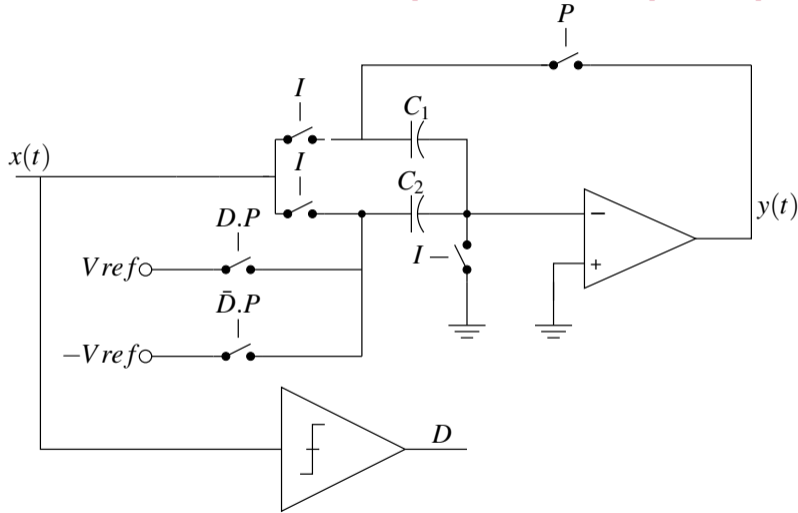 P
I
C₁
x(t)
I
C₂
D.P
y(t)
−
Vref
I
+
D̄.P
−Vref
D